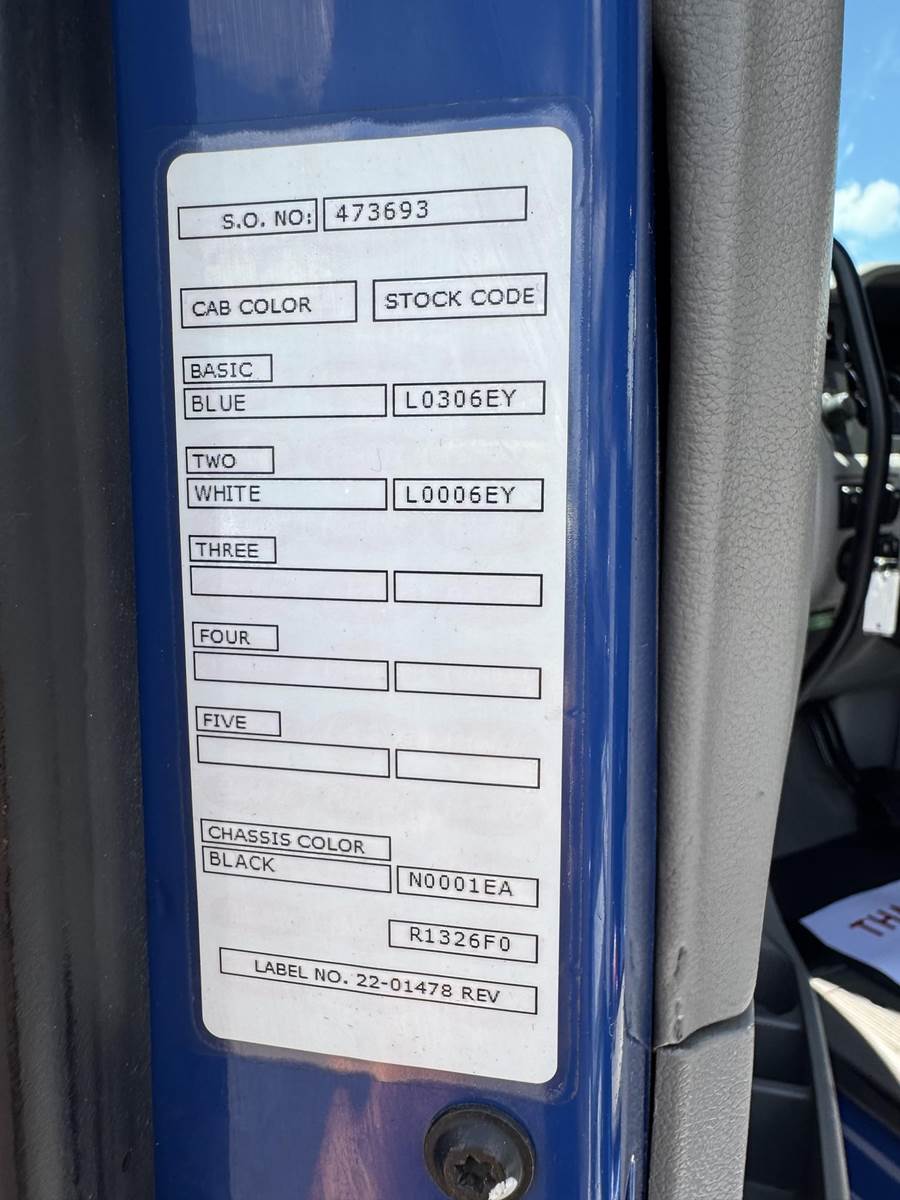 S.O. NO: 473693
CAB COLOR STOCK CODE
BASIC
BLUE L0306EY
TWO
WHITE L0006EY
THREE
FOUR
FIVE
CHASSIS COLOR
BLACK N0001EA
R1326F0
LABEL NO. 22-01478 REV